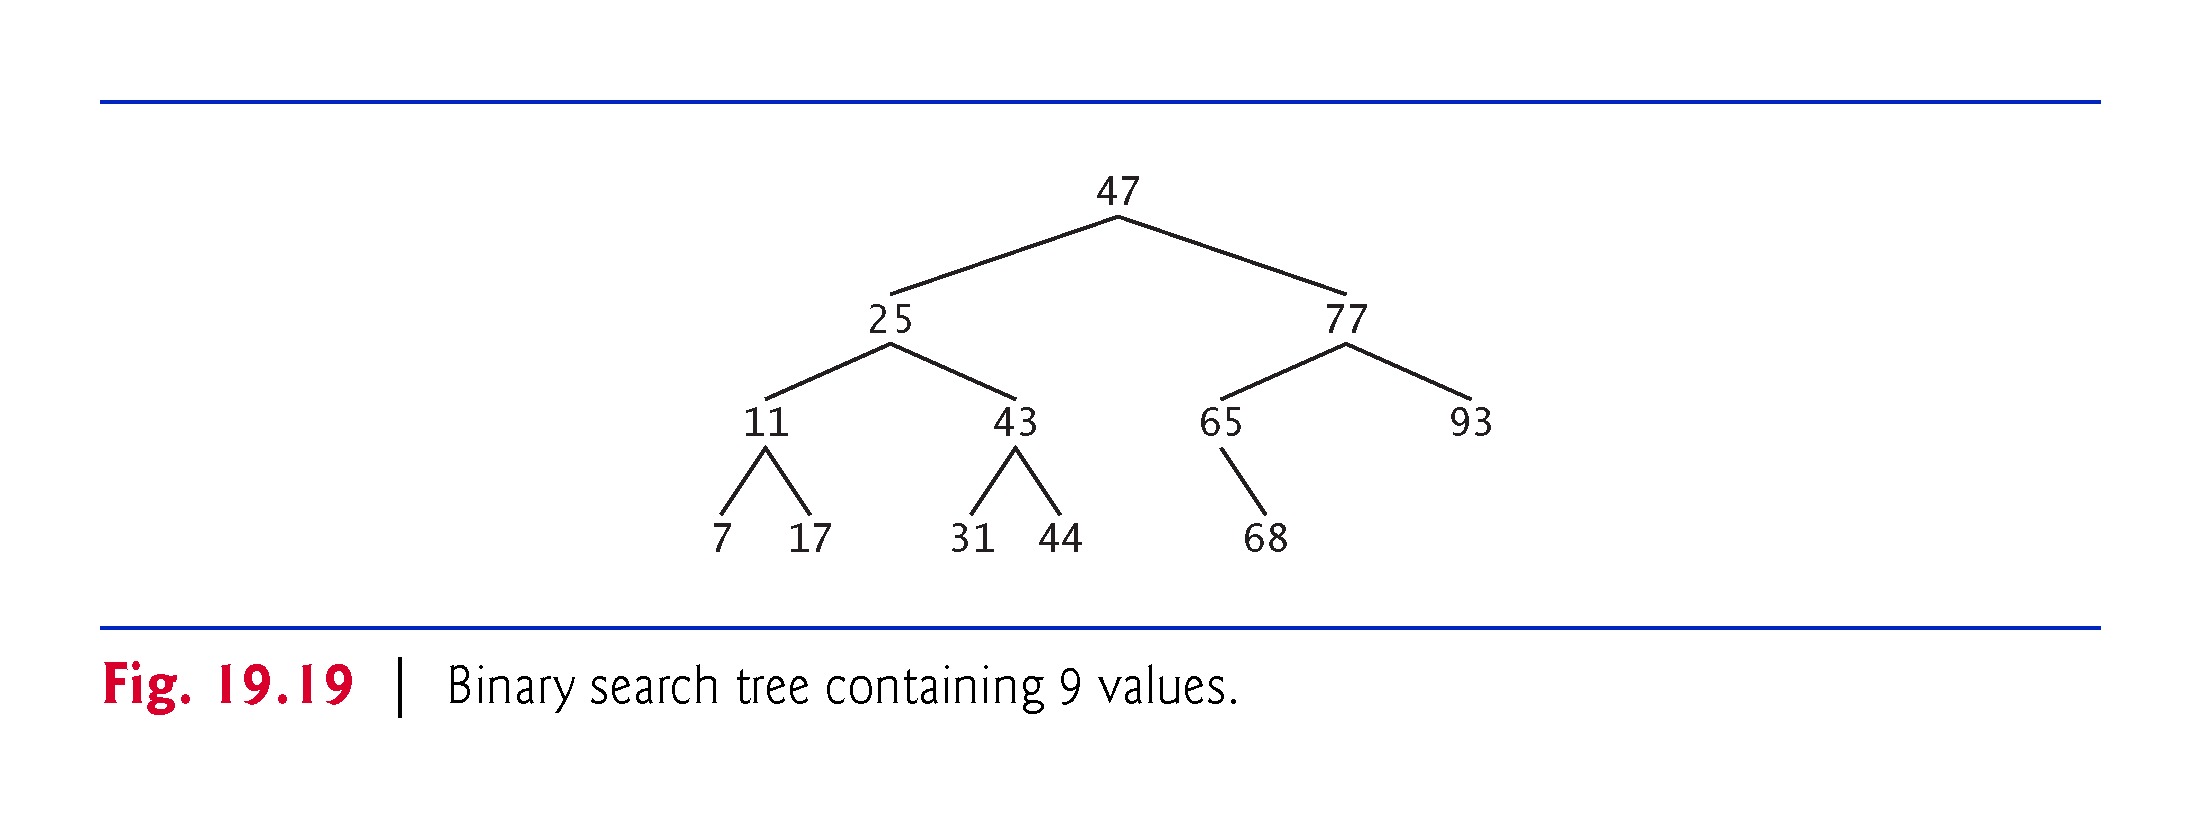 47
25 77
11 43 65 93
7 17 31 44 68
Fig. 19.19 | Binary search tree containing 9 values.